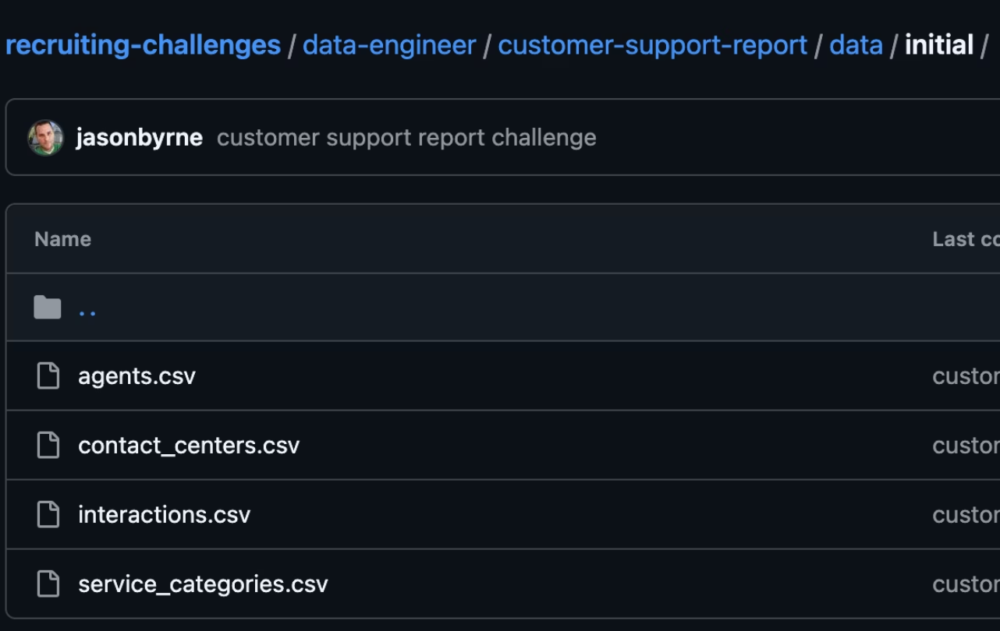 recruiting-challenges / data-engineer / customer-support-report / data / initial /
jasonbyrne customer support report challenge
Name Last co
..
agents.csv custor
contact_centers.csv custor
interactions.csv custor
service_categories.csv custor